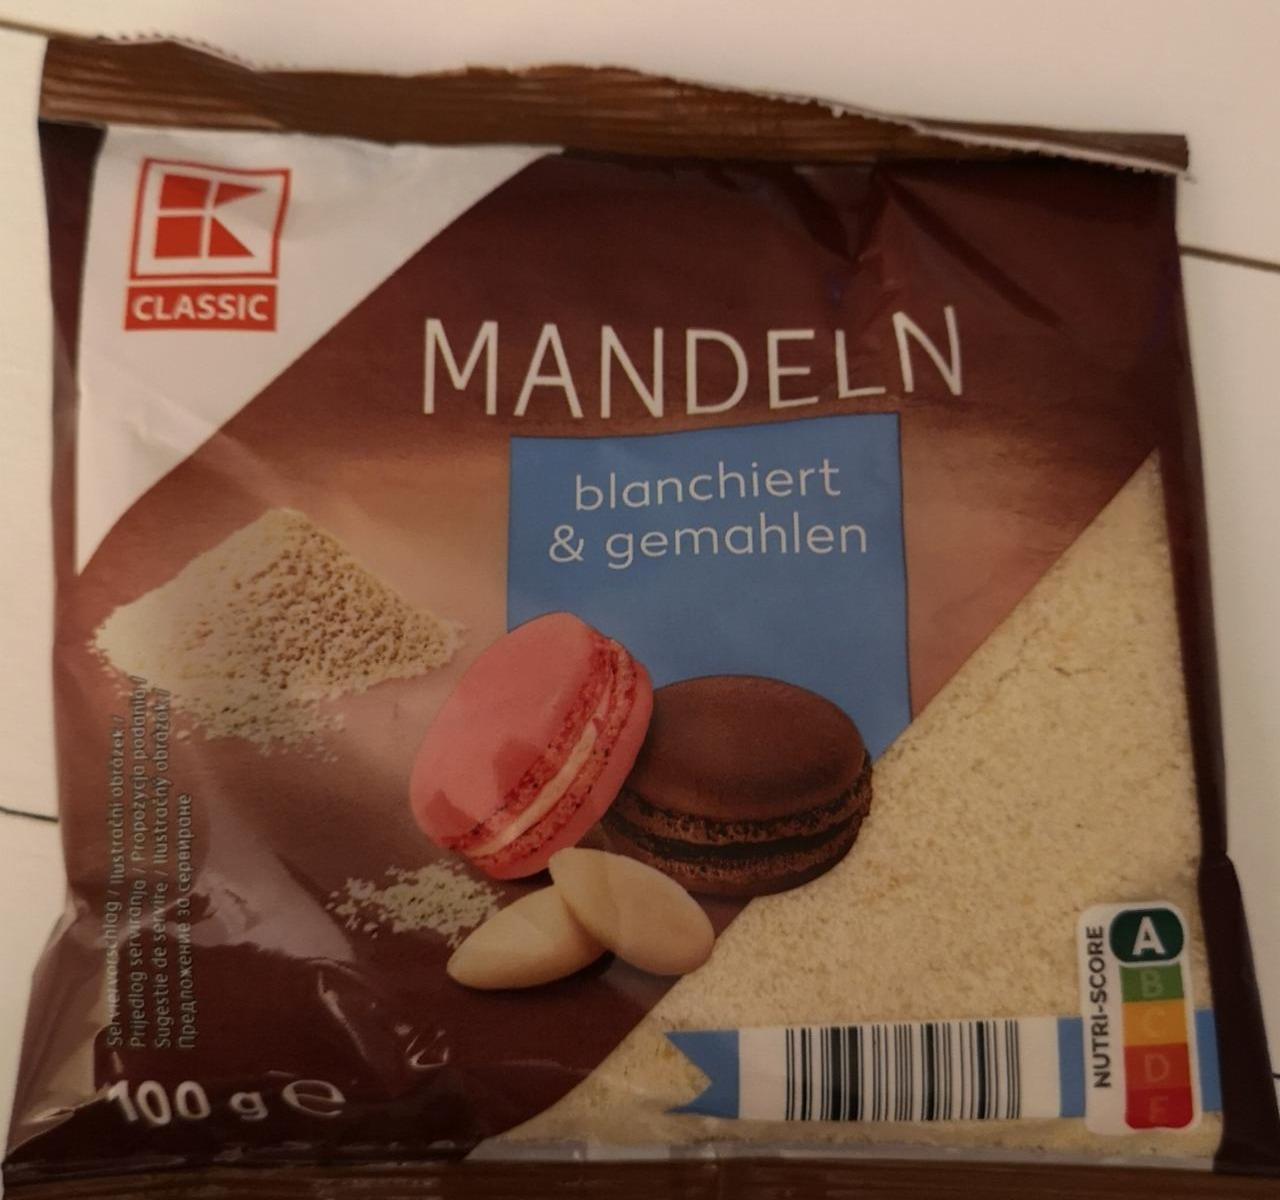 CLASSIC
MANDELN
blanchiert
& gemahlen
Serviervorschlag / Ilustrační obrázek /
Prijedlog serviranja / Propozycja podania /
Sugestie de servire / Ilustračný obrázok /
Предложение за сервиране
100 g ℮
NUTRI-SCORE
A
B
C
D
E